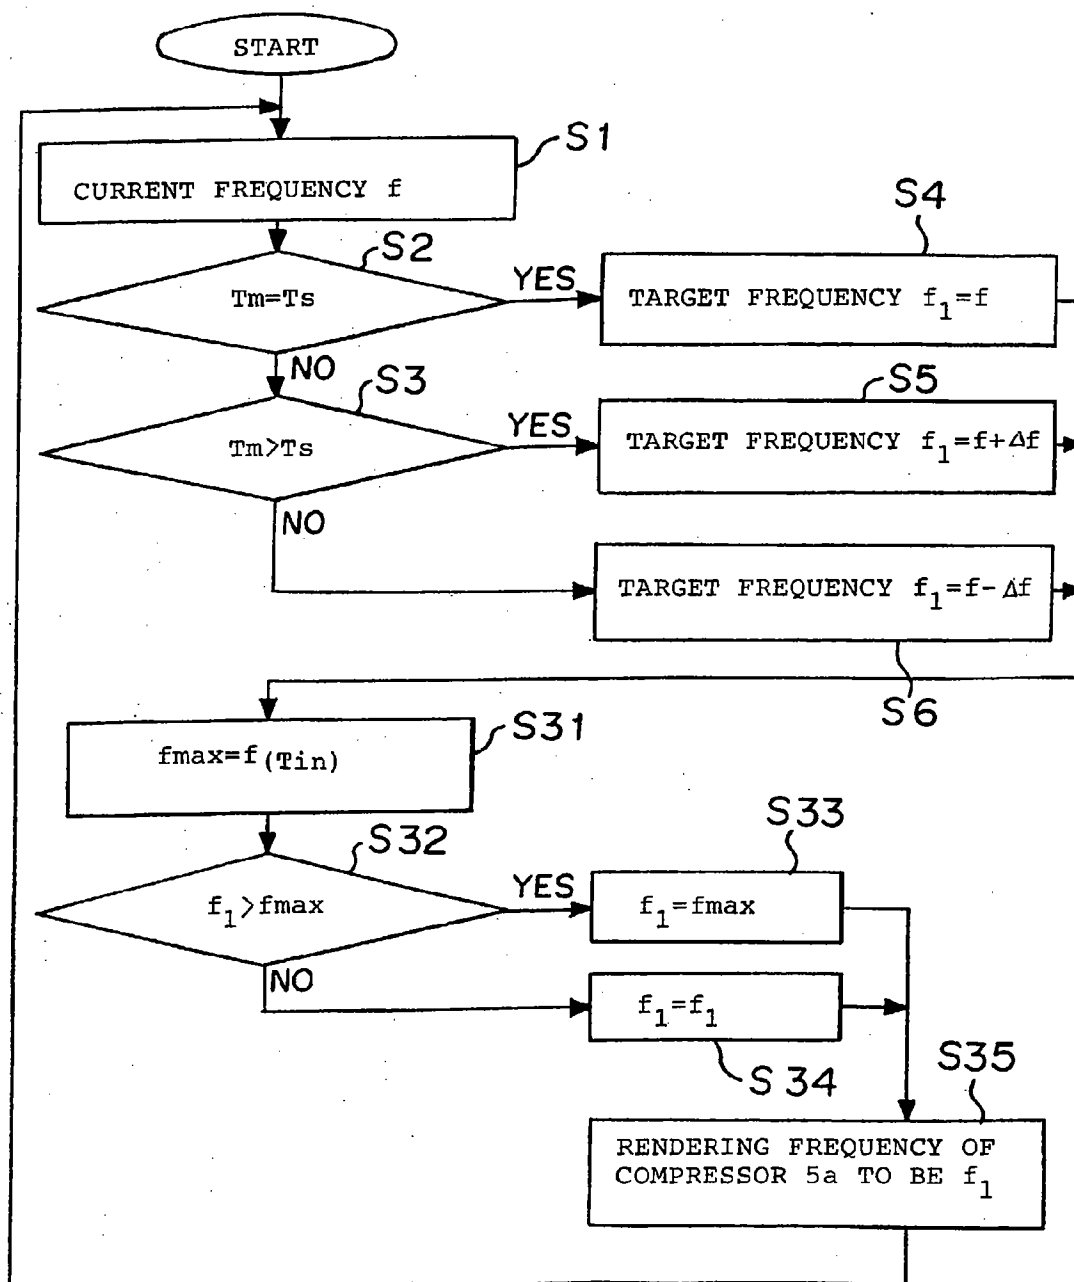 START
S1
CURRENT FREQUENCY f
S2
Tm=Ts
YES
S4
TARGET FREQUENCY f1=f
NO
S3
Tm>Ts
YES
S5
TARGET FREQUENCY f1=f+Δf
NO
TARGET FREQUENCY f1=f-Δf
S6
S31
fmax=f(Tin)
S32
f1>fmax
YES
S33
f1=fmax
NO
f1=f1
S34
S35
RENDERING FREQUENCY OF
COMPRESSOR 5a TO BE f1